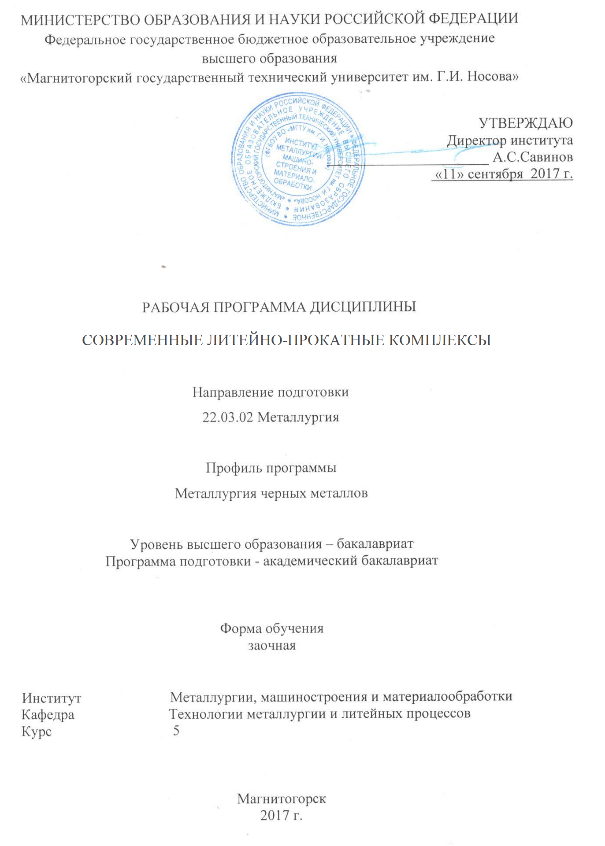 МИНИСТЕРСТВО ОБРАЗОВАНИЯ И НАУКИ РОССИЙСКОЙ ФЕДЕРАЦИИ
Федеральное государственное бюджетное образовательное учреждение
высшего образования
«Магнитогорский государственный технический университет им. Г.И. Носова»
УТВЕРЖДАЮ
Директор института
А.С.Савинов
«11» сентября 2017 г.
ИНСТИТУТ
МЕТАЛЛУРГИИ,
МАШИНО-
СТРОЕНИЯ И
МАТЕРИАЛО-
ОБРАБОТКИ
РАБОЧАЯ ПРОГРАММА ДИСЦИПЛИНЫ
СОВРЕМЕННЫЕ ЛИТЕЙНО-ПРОКАТНЫЕ КОМПЛЕКСЫ
Направление подготовки
22.03.02 Металлургия
Профиль программы
Металлургия черных металлов
Уровень высшего образования – бакалавриат
Программа подготовки - академический бакалавриат
Форма обучения
заочная
Институт Металлургии, машиностроения и материалообработки
Кафедра Технологии металлургии и литейных процессов
Курс 5
Магнитогорск
2017 г.